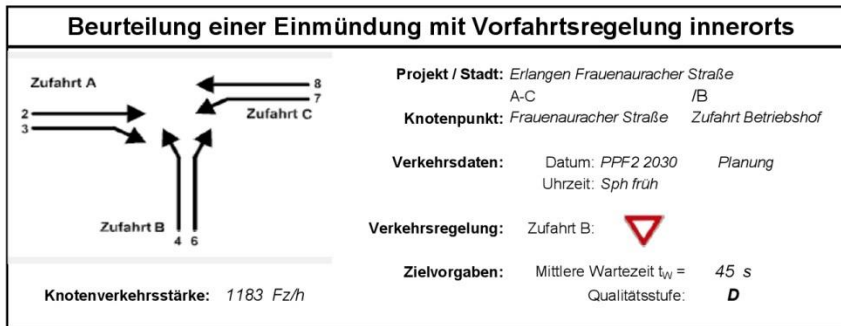 Beurteilung einer Einmündung mit Vorfahrtsregelung innerorts
Zufahrt A
8
7
Zufahrt C
2
3
Zufahrt B
4 6
Knotenverkehrsstärke: 1183 Fz/h
Projekt / Stadt: Erlangen Frauenauracher Straße
A-C /B
Knotenpunkt: Frauenauracher Straße Zufahrt Betriebshof
Verkehrsdaten: Datum: PPF2 2030 Planung
Uhrzeit: Sph früh
Verkehrsregelung: Zufahrt B:
Zielvorgaben: Mittlere Wartezeit tw = 45 s
Qualitätsstufe: D